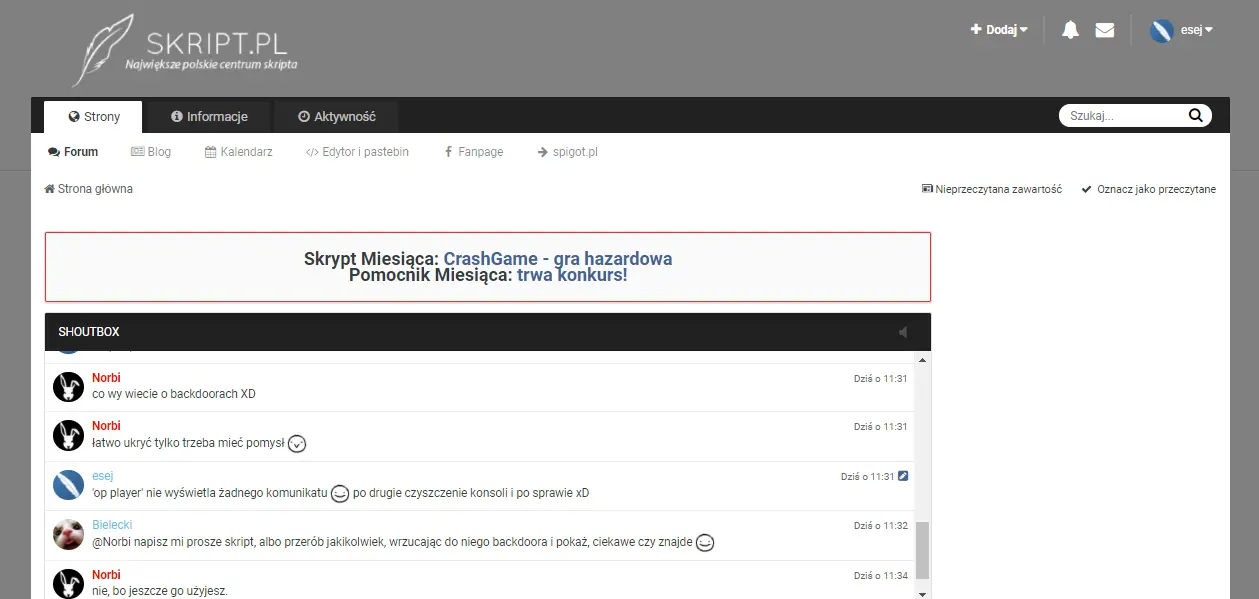 SKRIPT.PL
Największe polskie centrum skripta
Dodaj
esej
Strony
Informacje
Aktywność
Szukaj...
Forum
Blog
Kalendarz
</> Edytor i pastebin
Fanpage
spigot.pl
Strona główna
Nieprzeczytana zawartość
Oznacz jako przeczytane
Skrypt Miesiąca: CrashGame - gra hazardowa
Pomocnik Miesiąca: trwa konkurs!
SHOUTBOX
Norbi
Dziś o 11:31
co wy wiecie o backdoorach XD
Norbi
Dziś o 11:31
łatwo ukryć tylko trzeba mieć pomysł
esej
Dziś o 11:31
'op player' nie wyświetla żadnego komunikatu po drugie czyszczenie konsoli i po sprawie xD
Bielecki
Dziś o 11:32
@Norbi napisz mi prosze skript, albo przerób jakikolwiek, wrzucając do niego backdoora i pokaż, ciekawe czy znajde
Norbi
Dziś o 11:34
nie, bo jeszcze go użyjesz.